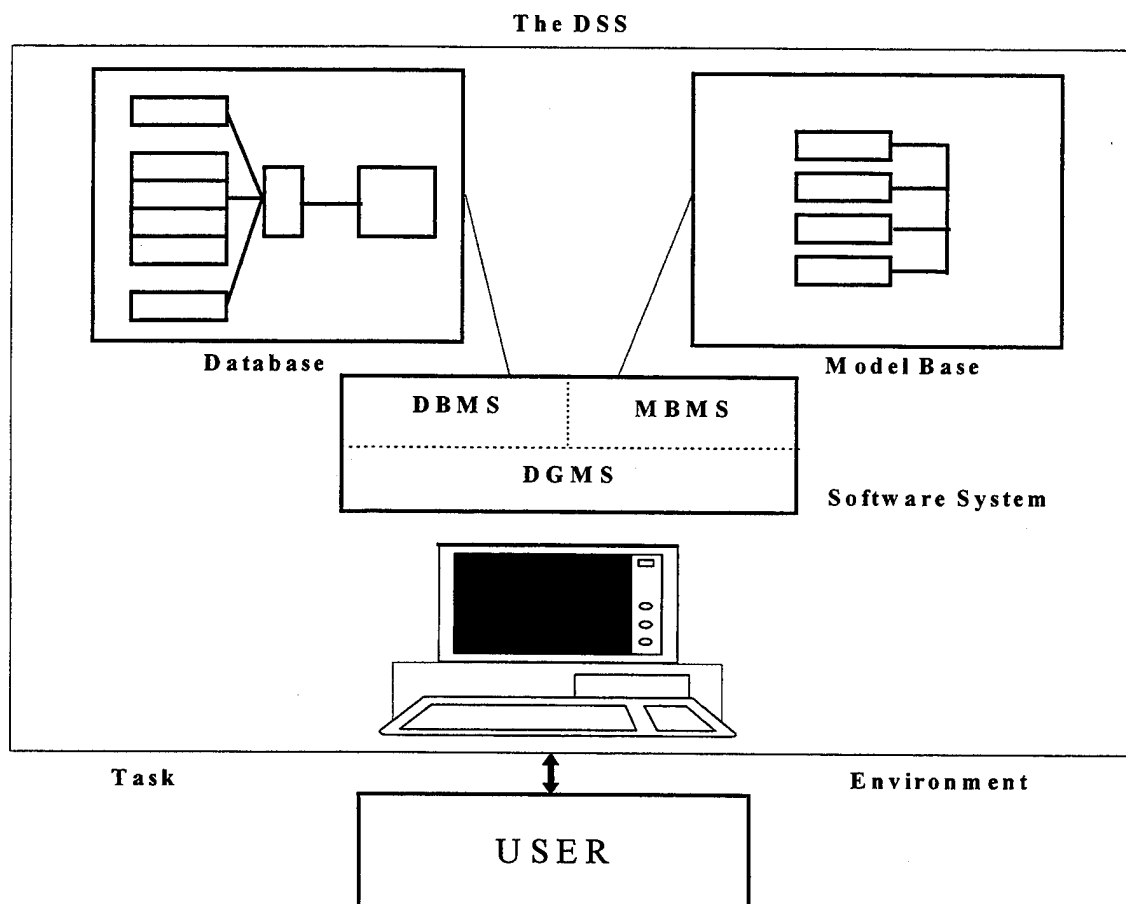 The DSS
Database
Model Base
DBMS
MBMS
DGMS
Software System
Task
Environment
USER